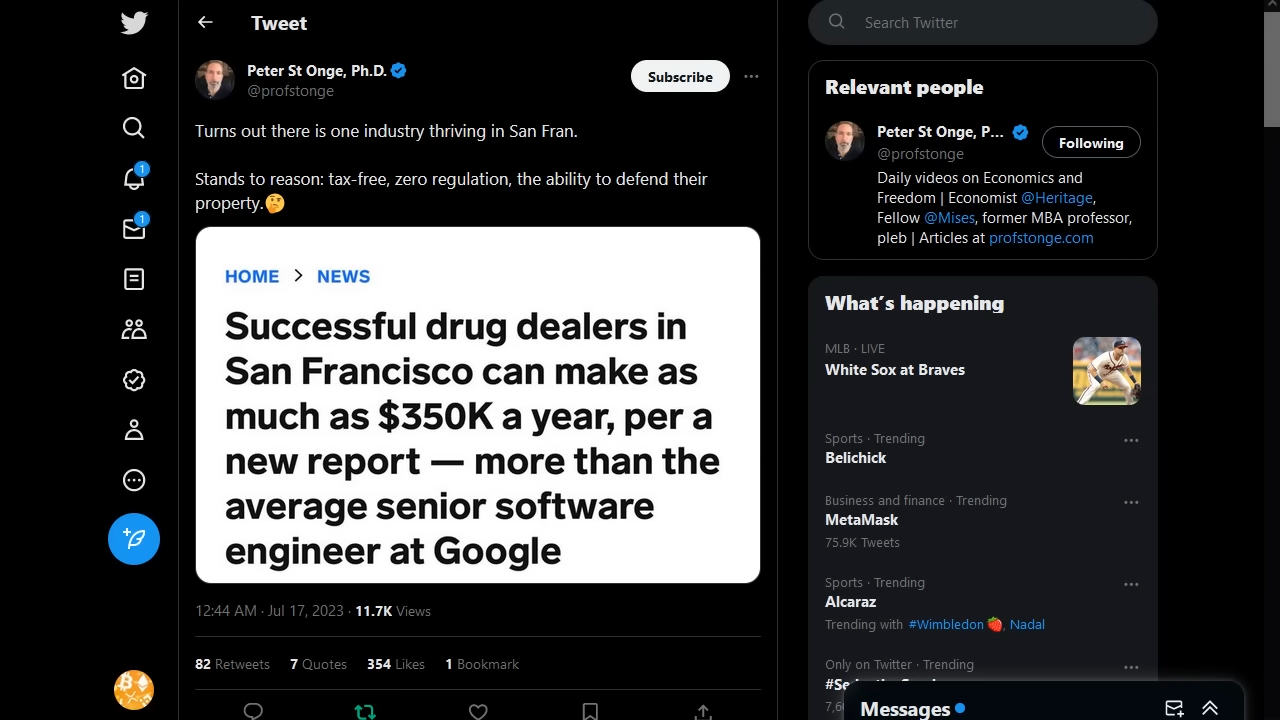 Tweet
Peter St Onge, Ph.D.
@profstonge
Subscribe
Turns out there is one industry thriving in San Fran.
Stands to reason: tax-free, zero regulation, the ability to defend their
property.🤔
HOME > NEWS
Successful drug dealers in
San Francisco can make as
much as $350K a year, per a
new report — more than the
average senior software
engineer at Google
12:44 AM · Jul 17, 2023 · 11.7K Views
82 Retweets 7 Quotes 354 Likes 1 Bookmark
1
1
Search Twitter
Relevant people
Peter St Onge, P...
@profstonge
Following
Daily videos on Economics and
Freedom | Economist @Heritage,
Fellow @Mises, former MBA professor,
pleb | Articles at profstonge.com
What's happening
MLB · LIVE
White Sox at Braves
Sports · Trending
Belichick
Business and finance · Trending
MetaMask
75.9K Tweets
Sports · Trending
Alcaraz
Trending with #Wimbledon 🍓, Nadal
Only on Twitter · Trending
Messages